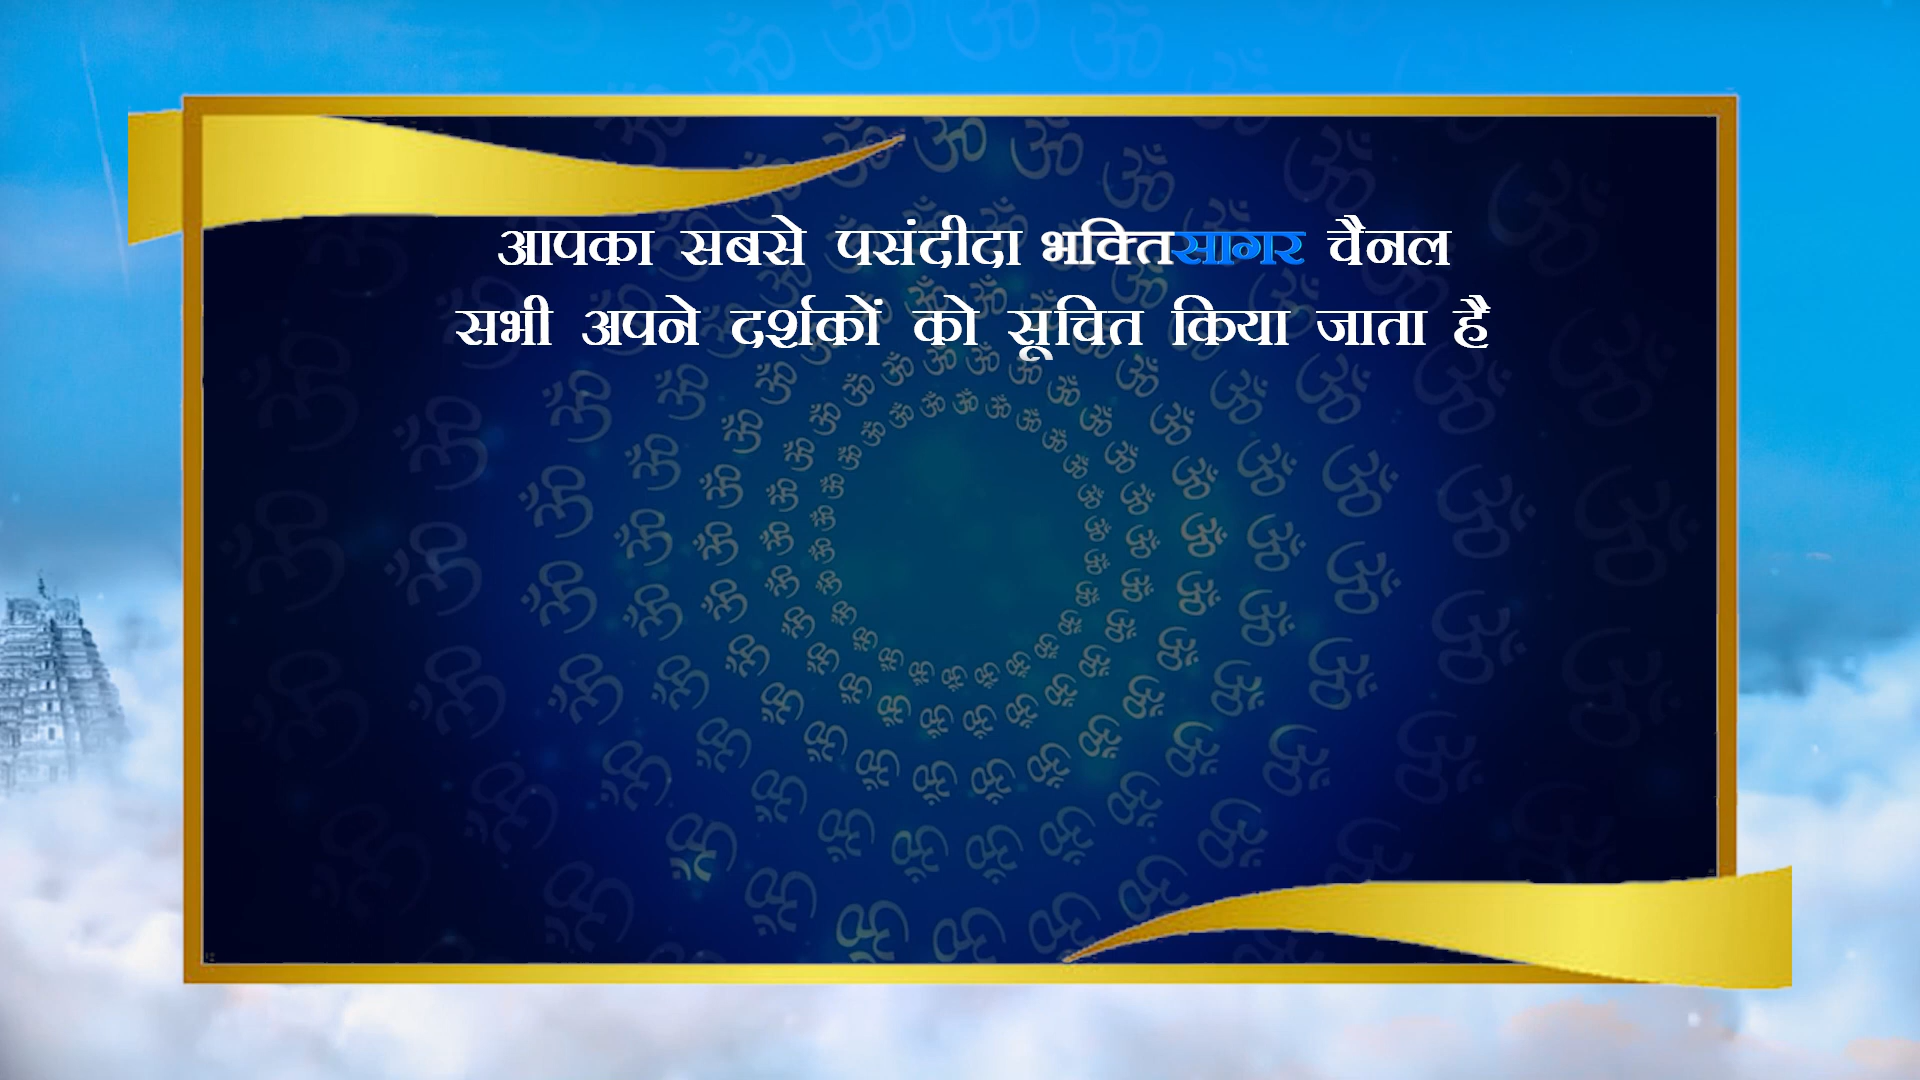 आपका सबसे पसंदीदा भक्तिसागर चैनल
सभी अपने दर्शकों को सूचित किया जाता है